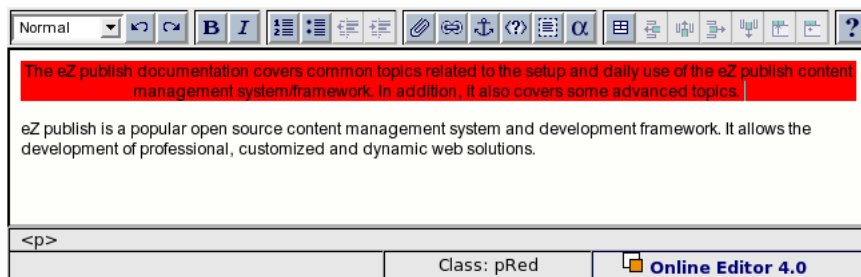 Normal B I α ?
The eZ publish documentation covers common topics related to the setup and daily use of the eZ publish content
management system/framework. In addition, it also covers some advanced topics.
eZ publish is a popular open source content management system and development framework. It allows the
development of professional, customized and dynamic web solutions.
<p>
Class: pRed Online Editor 4.0